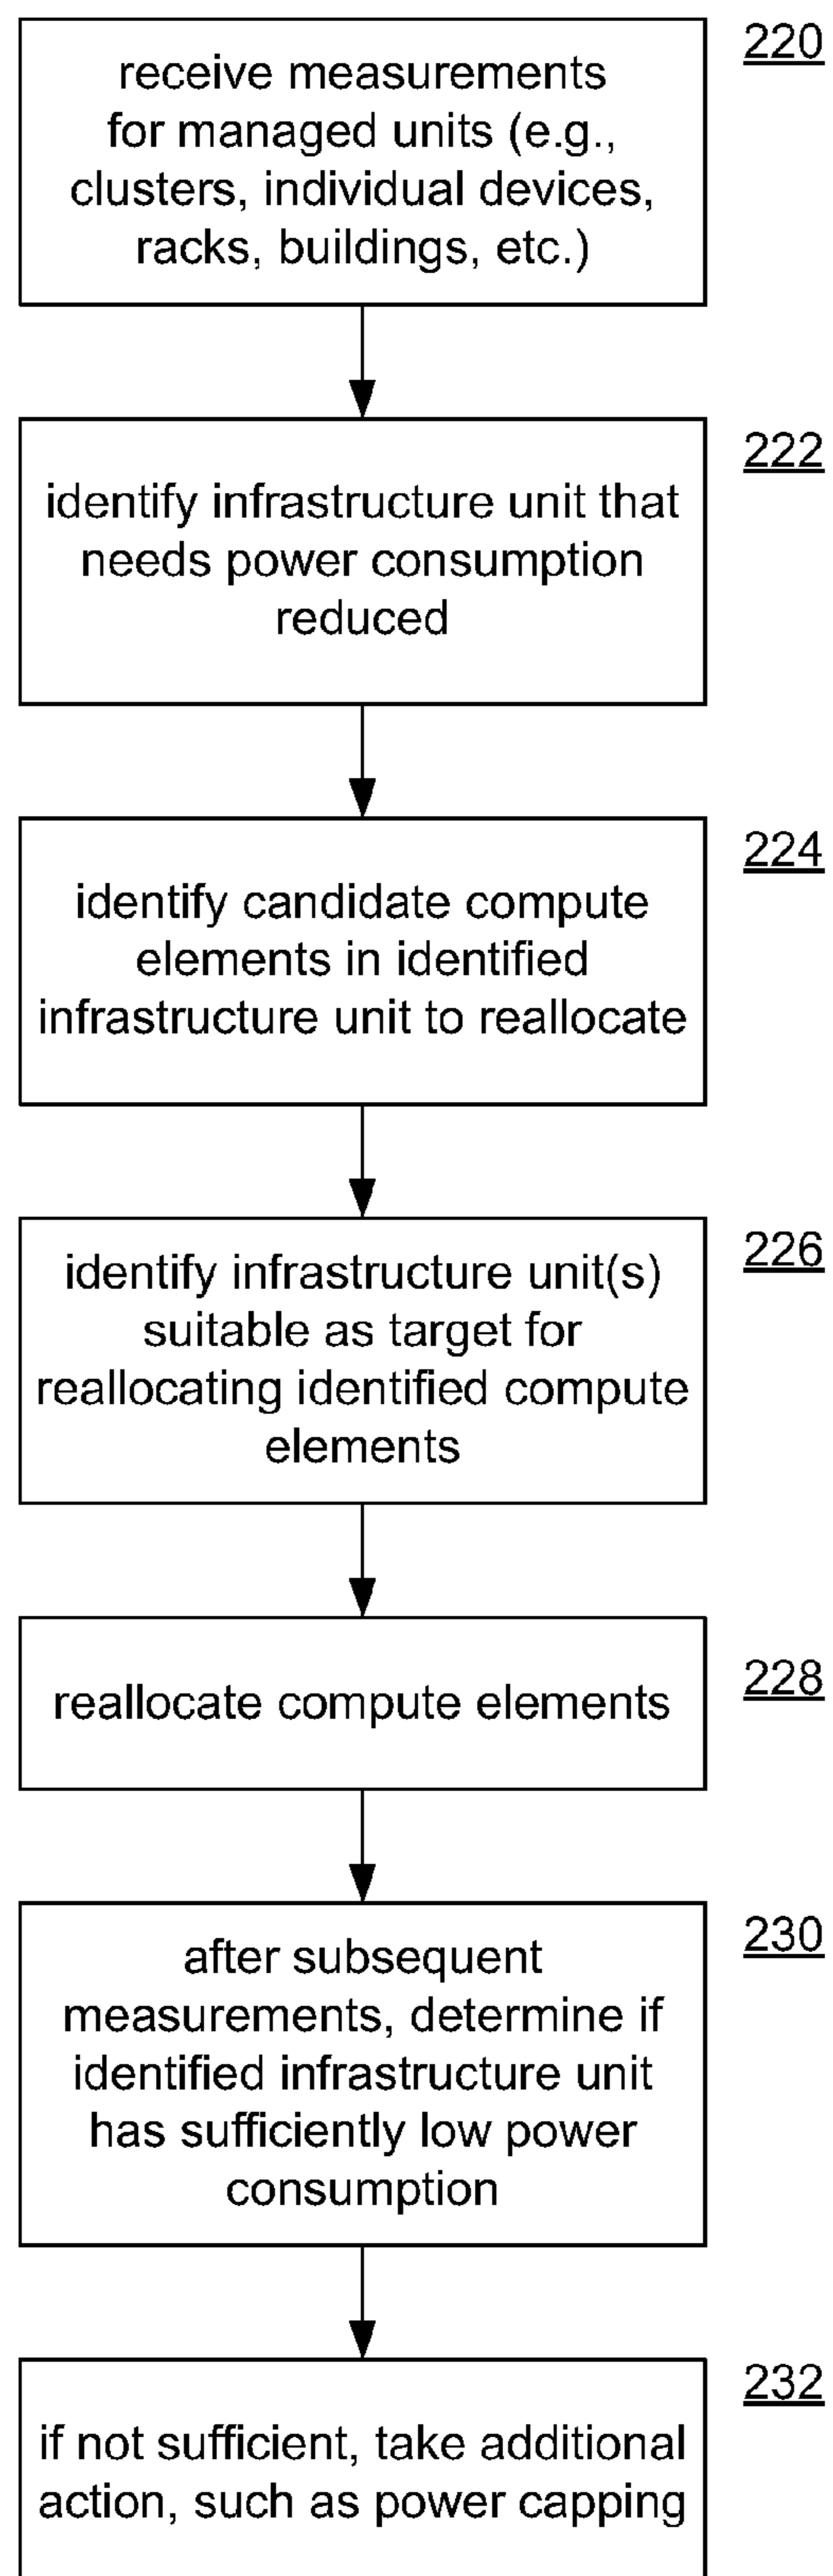 receive measurements
for managed units (e.g.,
clusters, individual devices,
racks, buildings, etc.)
220
identify infrastructure unit that
needs power consumption
reduced
222
identify candidate compute
elements in identified
infrastructure unit to reallocate
224
identify infrastructure unit(s)
suitable as target for
reallocating identified compute
elements
226
reallocate compute elements
228
after subsequent
measurements, determine if
identified infrastructure unit
has sufficiently low power
consumption
230
if not sufficient, take additional
action, such as power capping
232